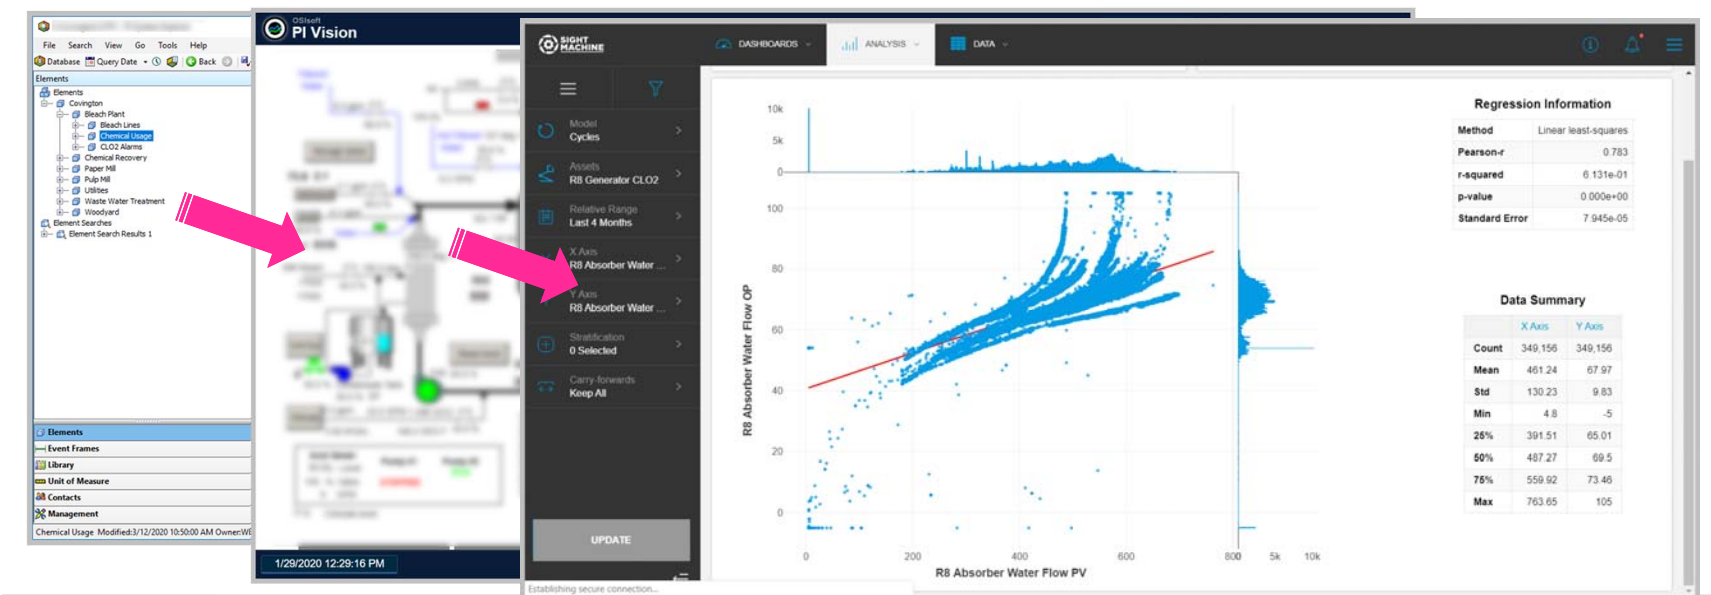 File Search View Go Tools Help
Database Query Date Back
Elements
Elements
Covington
Bleach Plant
Bleach Lines
Chemical Usage
CLO2 Alarms
Chemical Recovery
Paper Mill
Pulp Mill
Utilities
Waste Water Treatment
Woodyard
Element Searches
Element Search Results 1
Elements
Event Frames
Library
Unit of Measure
Contacts
Management
Chemical Usage Modified:3/12/2020 10:50:00 AM Owner:WE
OSIsoft
PI Vision
1/29/2020 12:29:16 PM
SIGHT
MACHINE
DASHBOARDS
ANALYSIS
DATA
Model
Cycles
Assets
R8 Generator CLO2
Relative Range
Last 4 Months
X Axis
R8 Absorber Water ...
Y Axis
R8 Absorber Water ...
Stratification
0 Selected
Carry-forwards
Keep All
UPDATE
Establishing secure connection...
10k
5k
0
100
80
60
40
20
0
R8 Absorber Water Flow OP
0 200 400 600 800 5k 10k
R8 Absorber Water Flow PV
Regression Information
Method Linear least-squares
Pearson-r 0.783
r-squared 6.131e-01
p-value 0.000e+00
Standard Error 7.945e-05
Data Summary
X Axis Y Axis
Count 349,156 349,156
Mean 461.24 67.97
Std 130.23 9.83
Min 4.8 -5
25% 391.51 65.01
50% 487.27 69.5
75% 559.92 73.46
Max 763.65 105